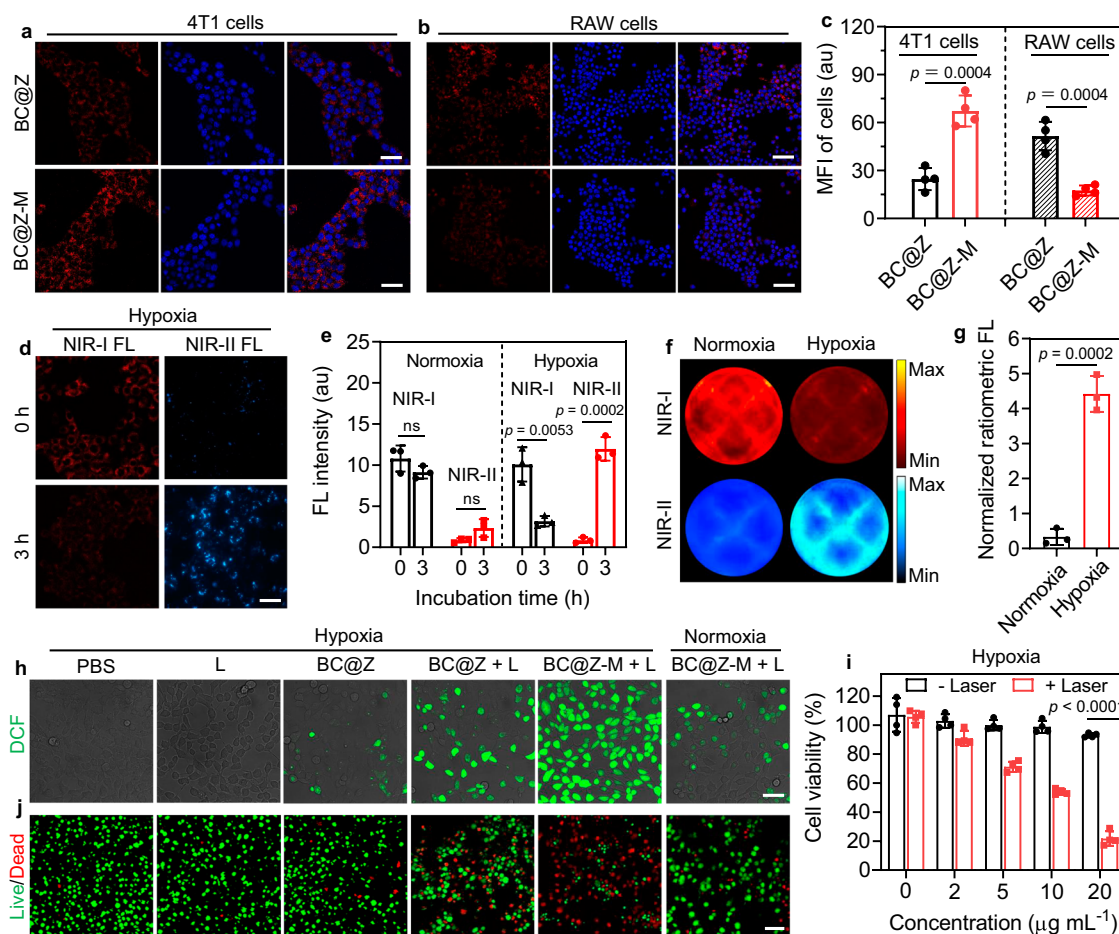 a
4T1 cells
BC@Z
BC@Z-M
b
RAW cells
c
MFI of cells (au)
80
60
30
0
4T1 cells
RAW cells
p = 0.0004
p = 0.0004
BC@Z
BC@Z-M
BC@Z
BC@Z-M
d
Hypoxia
NIR-I FL
NIR-II FL
0 h
3 h
e
FL intensity (au)
25
20
15
10
5
0
Normoxia
Hypoxia
NIR-I
NIR-II
NIR-I
NIR-II
ns
ns
p = 0.0053
p = 0.0002
0 3 0 3 0 3 0 3
Incubation time (h)
f
Normoxia
Hypoxia
NIR-I
NIR-II
Max
Min
Max
Min
g
Normalized ratiometric FL
6
5
4
3
2
1
0
p = 0.0002
Normoxia
Hypoxia
h
Hypoxia
Normoxia
PBS
L
BC@Z
BC@Z + L
BC@Z-M + L
BC@Z-M + L
DCF
j
Live/Dead
i
Hypoxia
- Laser
+ Laser
p < 0.0001
Cell viability (%)
120
100
80
60
40
20
0
0 2 5 10 20
Concentration (μg mL⁻¹)